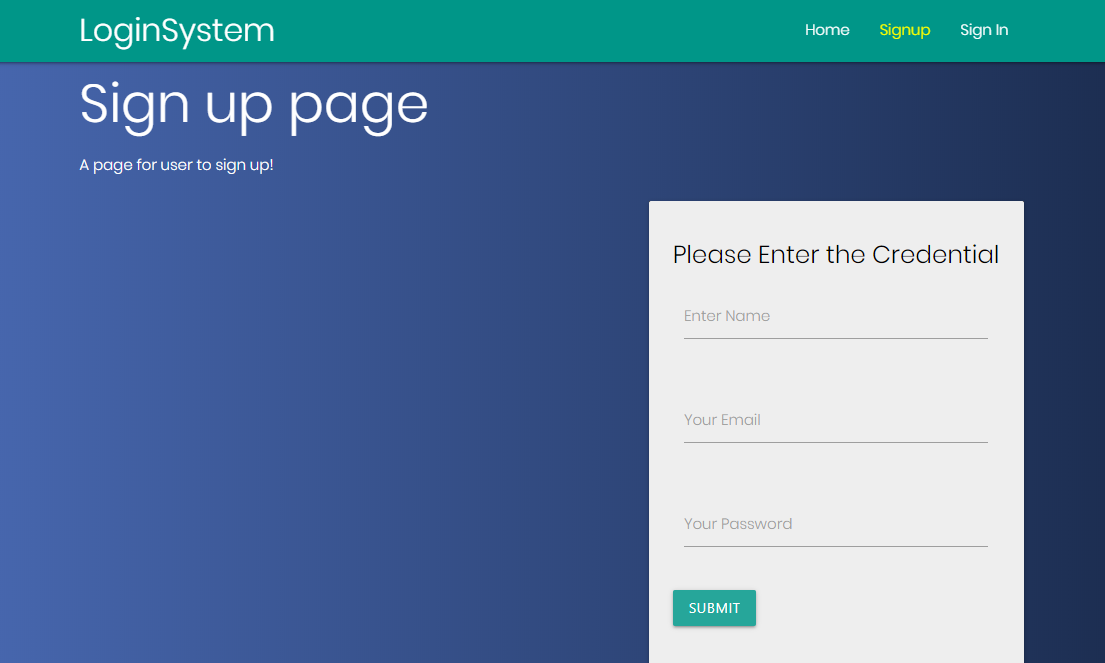 LoginSystem
Home Signup Sign In
Sign up page
A page for user to sign up!
Please Enter the Credential
Enter Name
Your Email
Your Password
SUBMIT